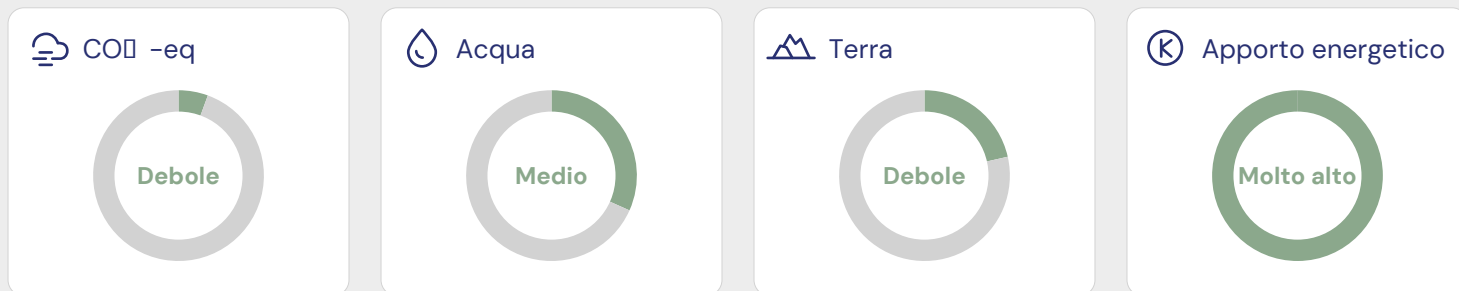 CO▯ -eq
Acqua
Terra
Apporto energetico
Debole
Medio
Debole
Molto alto